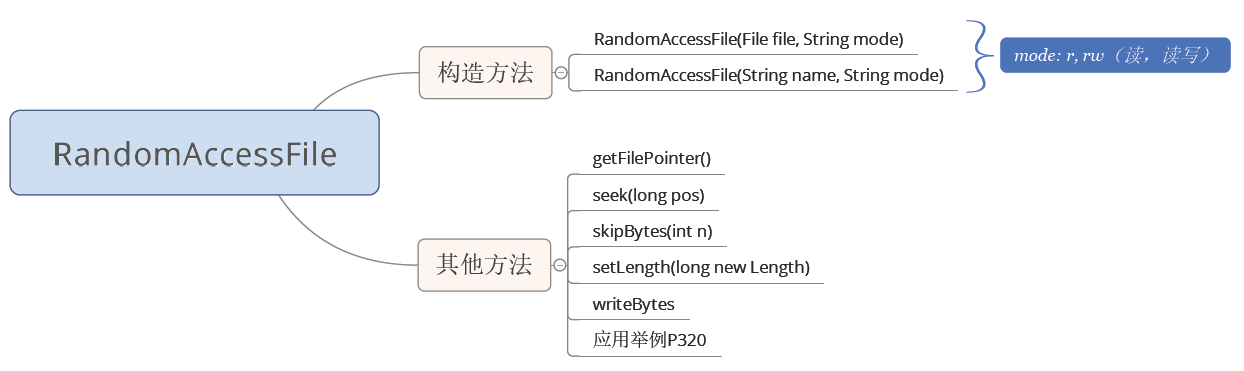 RandomAccessFile
构造方法
RandomAccessFile(File file, String mode)
RandomAccessFile(String name, String mode)
mode: r, rw（读，读写）
其他方法
getFilePointer()
seek(long pos)
skipBytes(int n)
setLength(long new Length)
writeBytes
应用举例P320